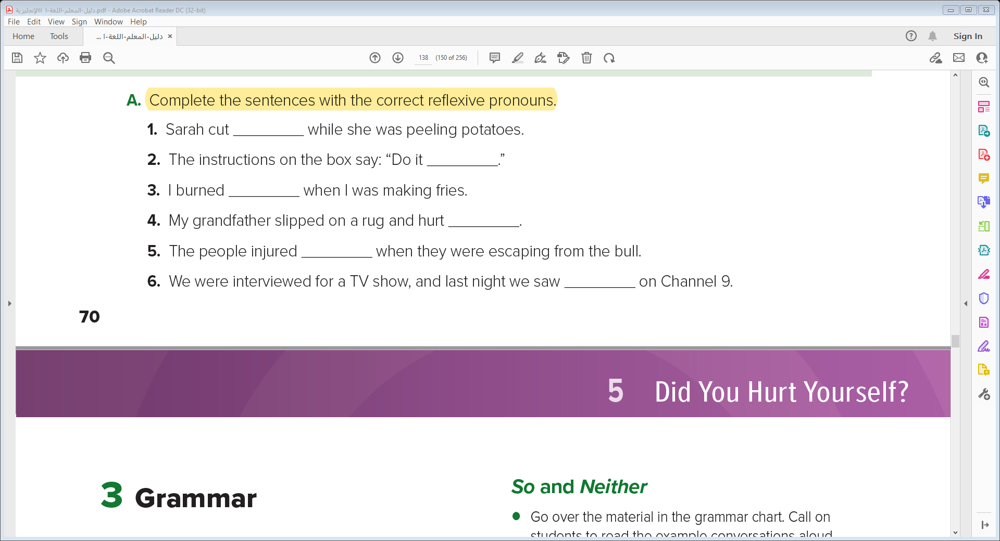 دليل-المعلم-اللغة-ا الإنجليزية.pdf - Adobe Acrobat Reader DC (32-bit)
File Edit View Sign Window Help
Home Tools دليل-المعلم-اللغة-ا ... × Sign In
138 (150 of 256)
A. Complete the sentences with the correct reflexive pronouns.
1. Sarah cut _________ while she was peeling potatoes.
2. The instructions on the box say: “Do it _________.”
3. I burned _________ when I was making fries.
4. My grandfather slipped on a rug and hurt _________.
5. The people injured _________ when they were escaping from the bull.
6. We were interviewed for a TV show, and last night we saw _________ on Channel 9.
70
5 Did You Hurt Yourself?
3 Grammar
So and Neither
● Go over the material in the grammar chart. Call on
students to read the example conversations aloud